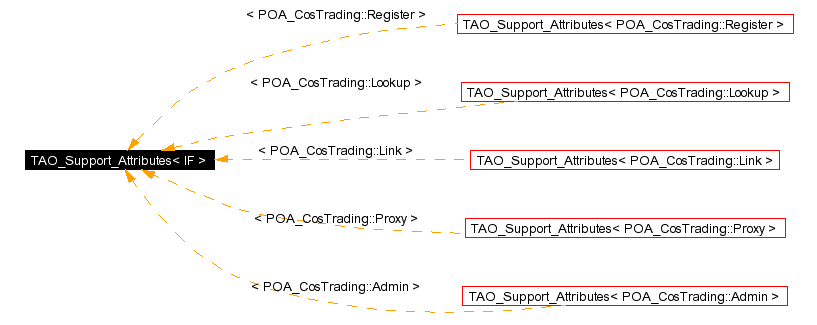 < POA_CosTrading::Register >
TAO_Support_Attributes< POA_CosTrading::Register >
< POA_CosTrading::Lookup >
TAO_Support_Attributes< POA_CosTrading::Lookup >
TAO_Support_Attributes< IF >
< POA_CosTrading::Link >
TAO_Support_Attributes< POA_CosTrading::Link >
< POA_CosTrading::Proxy >
TAO_Support_Attributes< POA_CosTrading::Proxy >
< POA_CosTrading::Admin >
TAO_Support_Attributes< POA_CosTrading::Admin >